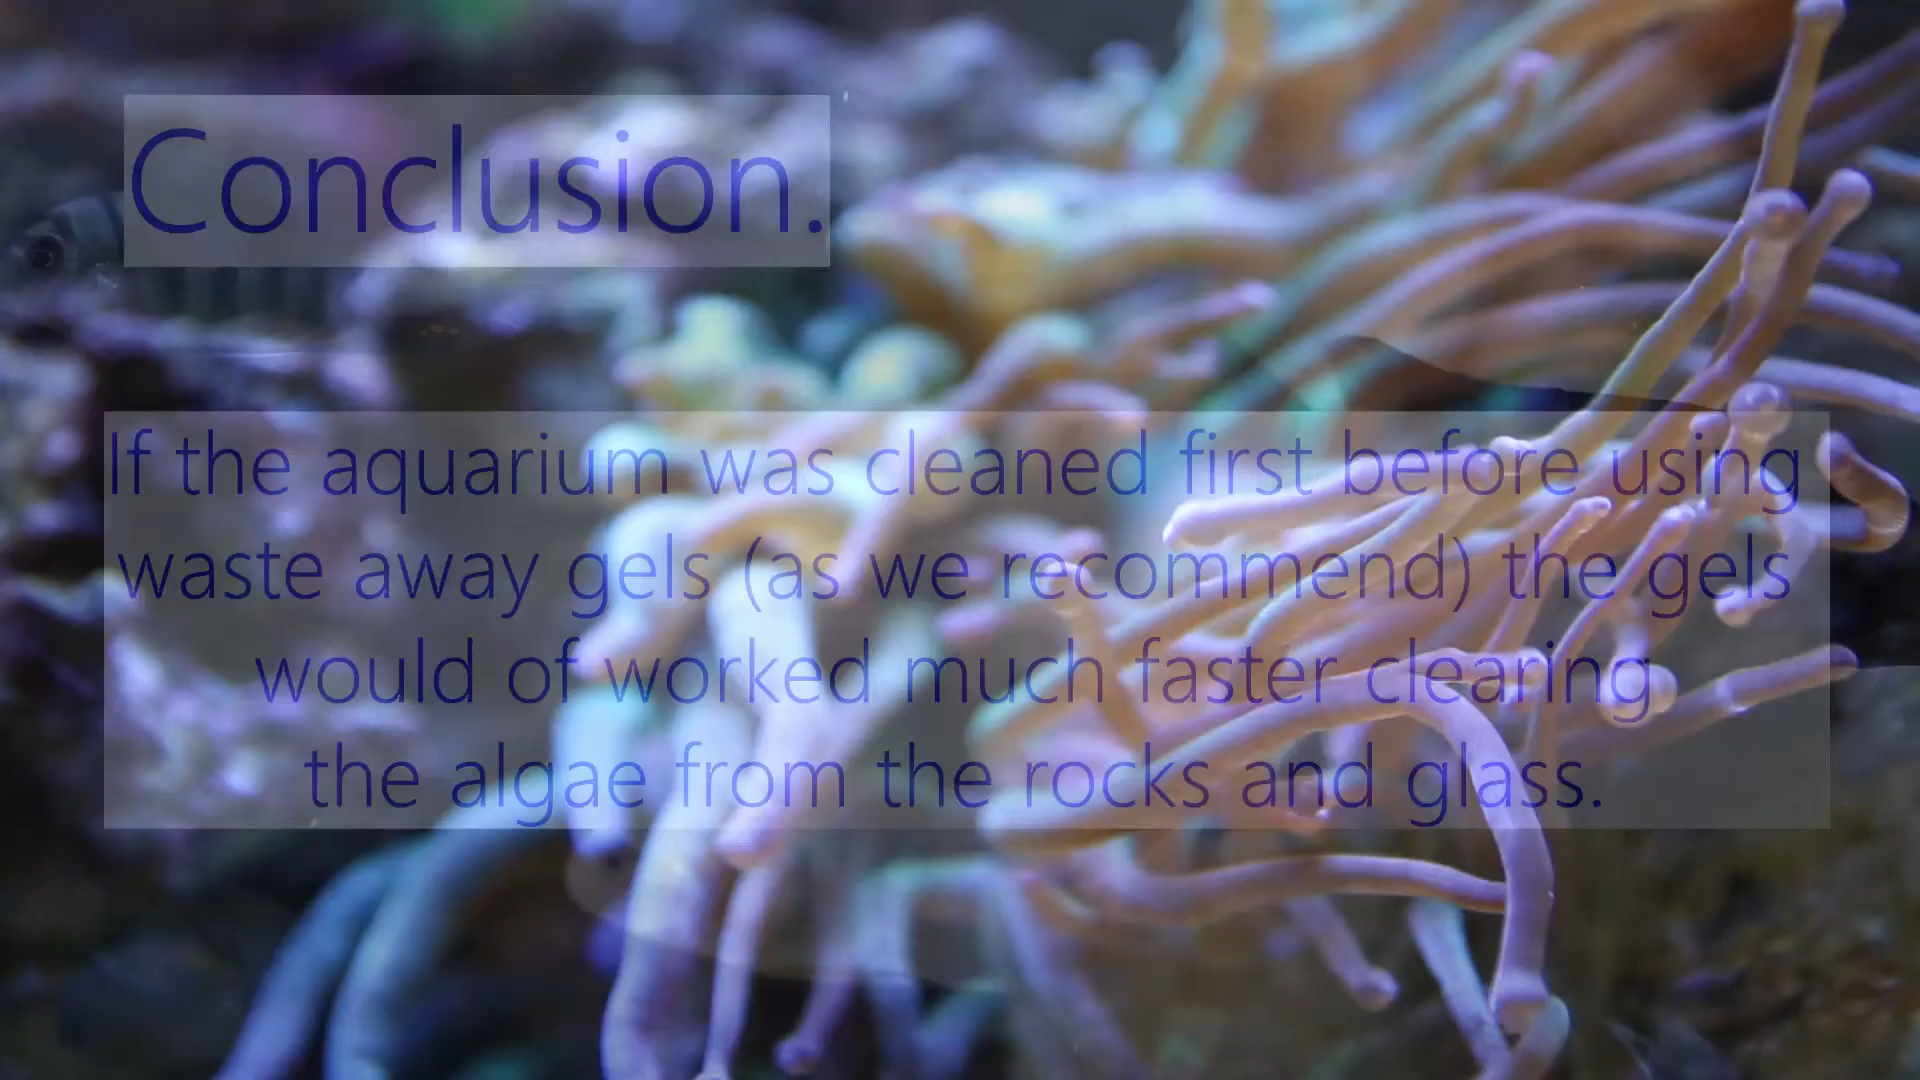 Conclusion.
If the aquarium was cleaned first before using
waste away gels (as we recommend) the gels
would of worked much faster clearing
the algae from the rocks and glass.